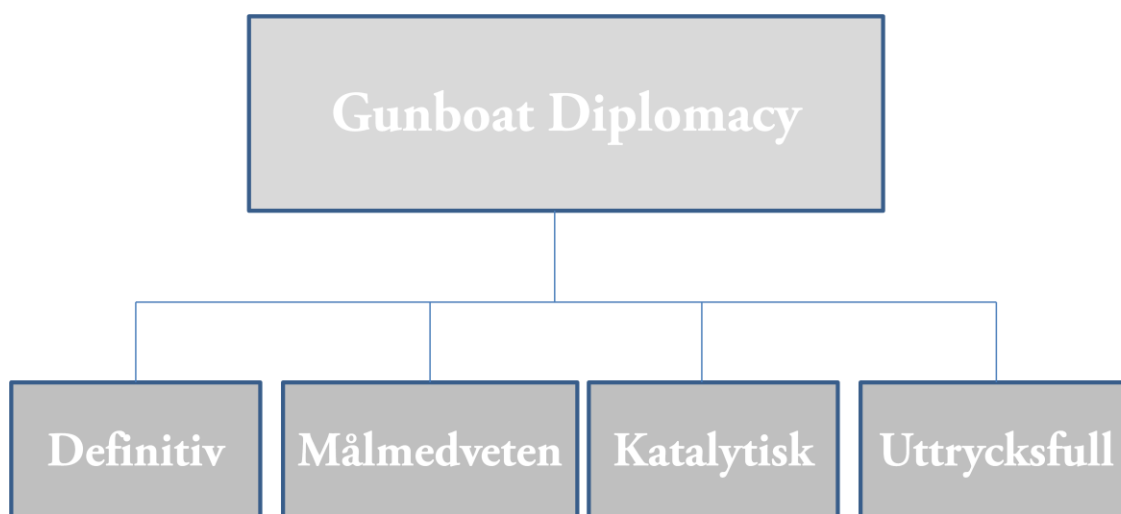 Gunboat Diplomacy
Definitiv
Målmedveten
Katalytisk
Uttrycksfull